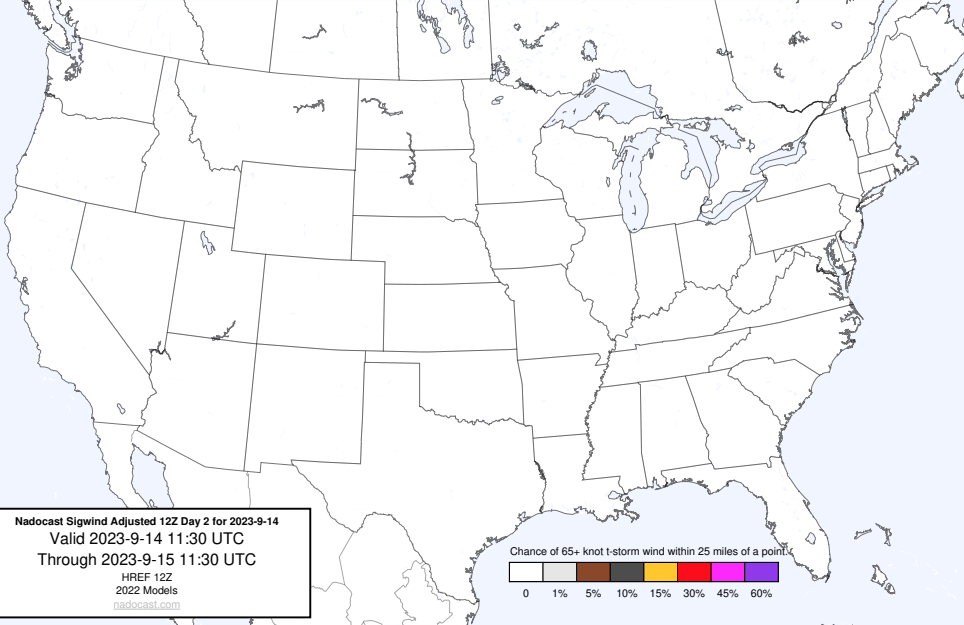 Nadocast Sigwind Adjusted 12Z Day 2 for 2023-9-14
Valid 2023-9-14 11:30 UTC
Through 2023-9-15 11:30 UTC
HREF 12Z
2022 Models
nadocast.com
Chance of 65+ knot t-storm wind within 25 miles of a point.
0 1% 5% 10% 15% 30% 45% 60%